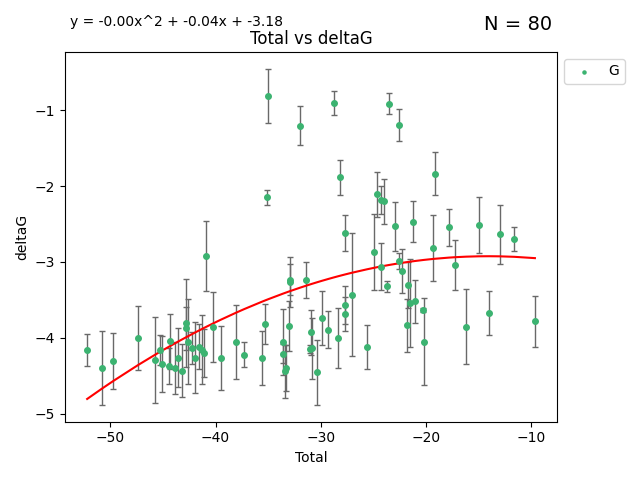 y = -0.00x^2 + -0.04x + -3.18
N = 80
Total vs deltaG
G
−1
−2
−3
−4
−5
deltaG
−50
−40
−30
−20
−10
Total